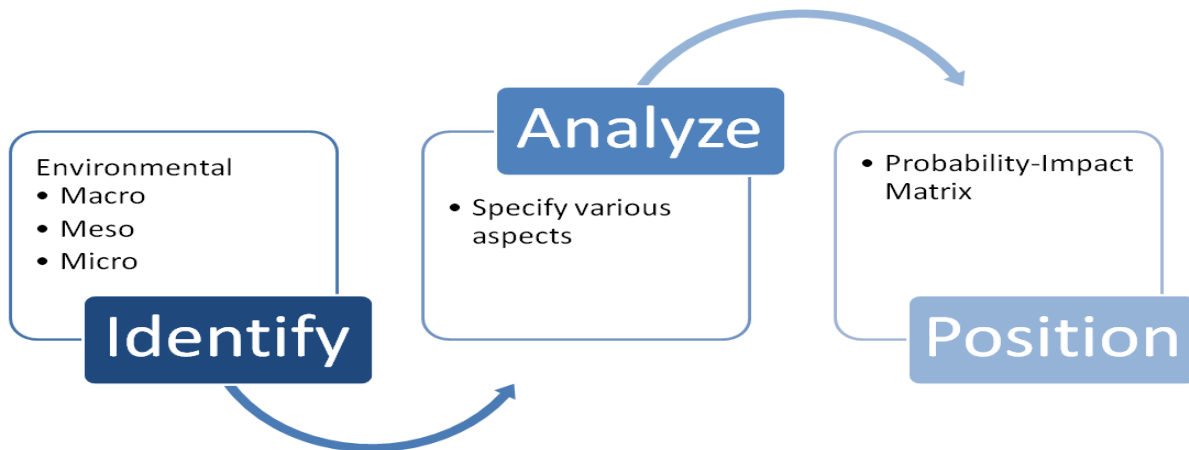 Environmental
• Macro
• Meso
• Micro
Identify
Analyze
• Specify various
aspects
• Probability-Impact
Matrix
Position